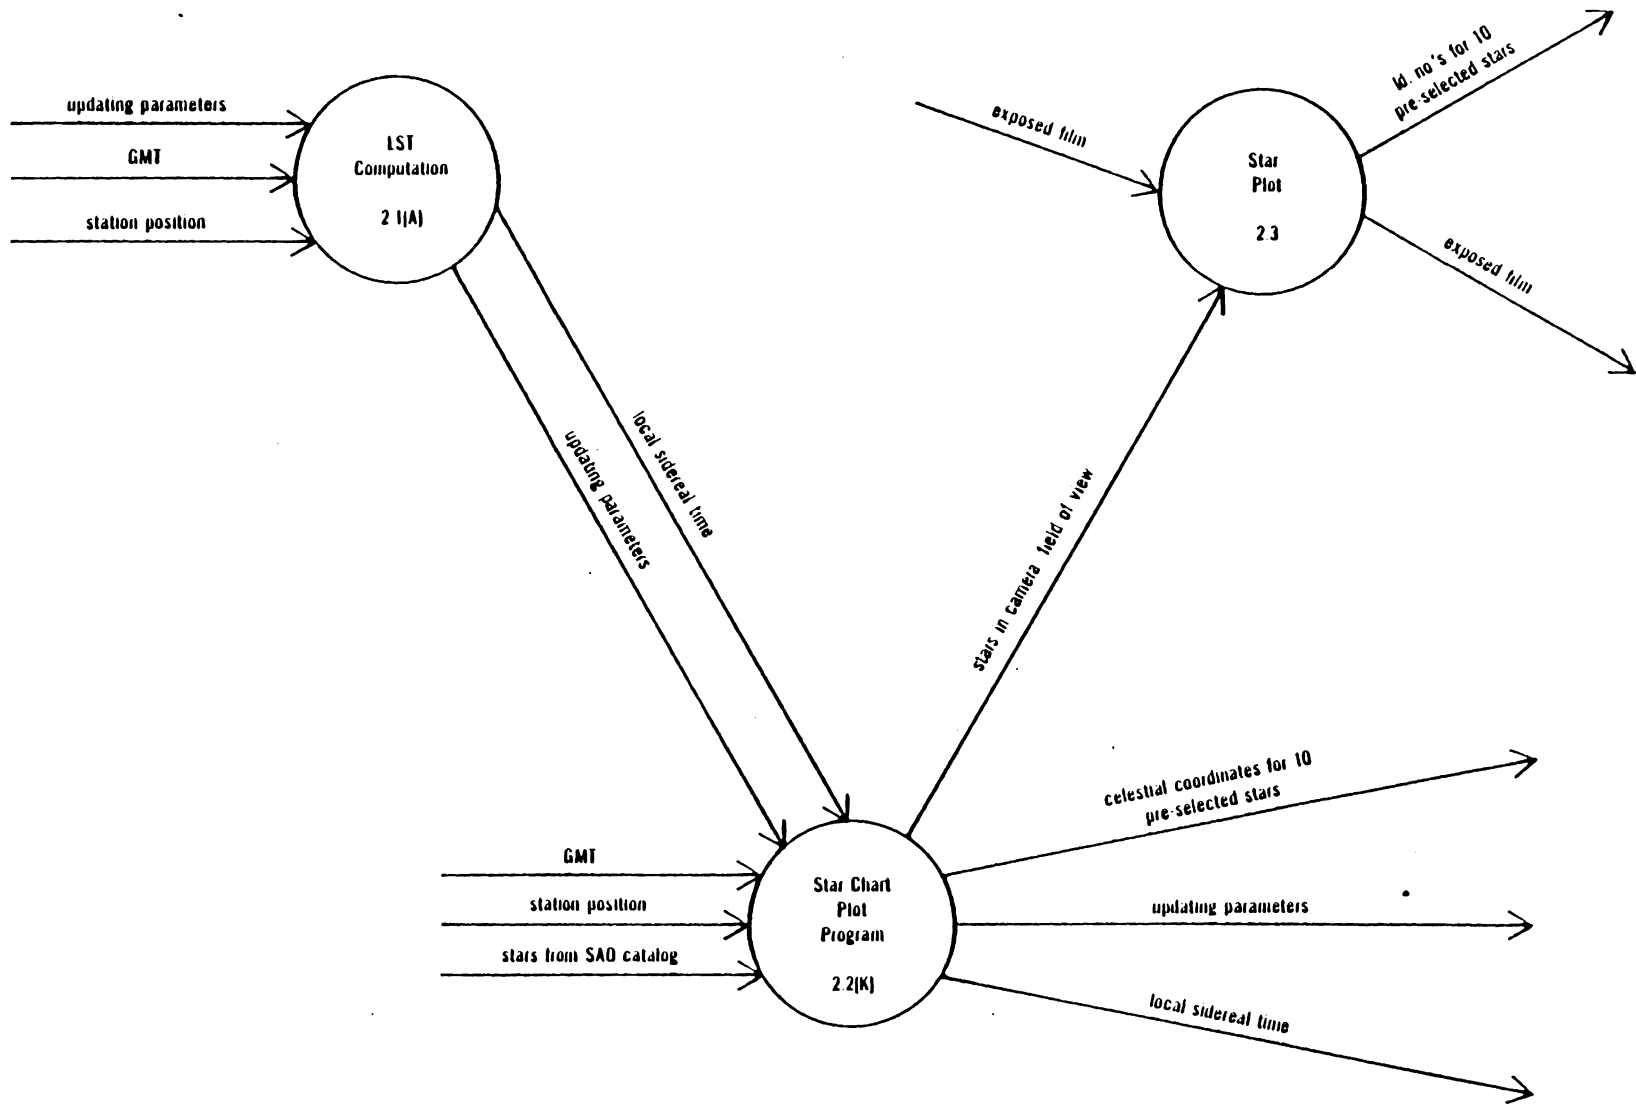 updating parameters
GMT
station position
LST
Computation
2.1(A)
exposed film
Star
Plot
2.3
Id. no's for 10
pre-selected stars
exposed film
updating parameters
local sidereal time
stars in camera field of view
GMT
station position
stars from SAO catalog
Star Chart
Plot
Program
2.2(K)
celestial coordinates for 10
pre-selected stars
updating parameters
local sidereal time